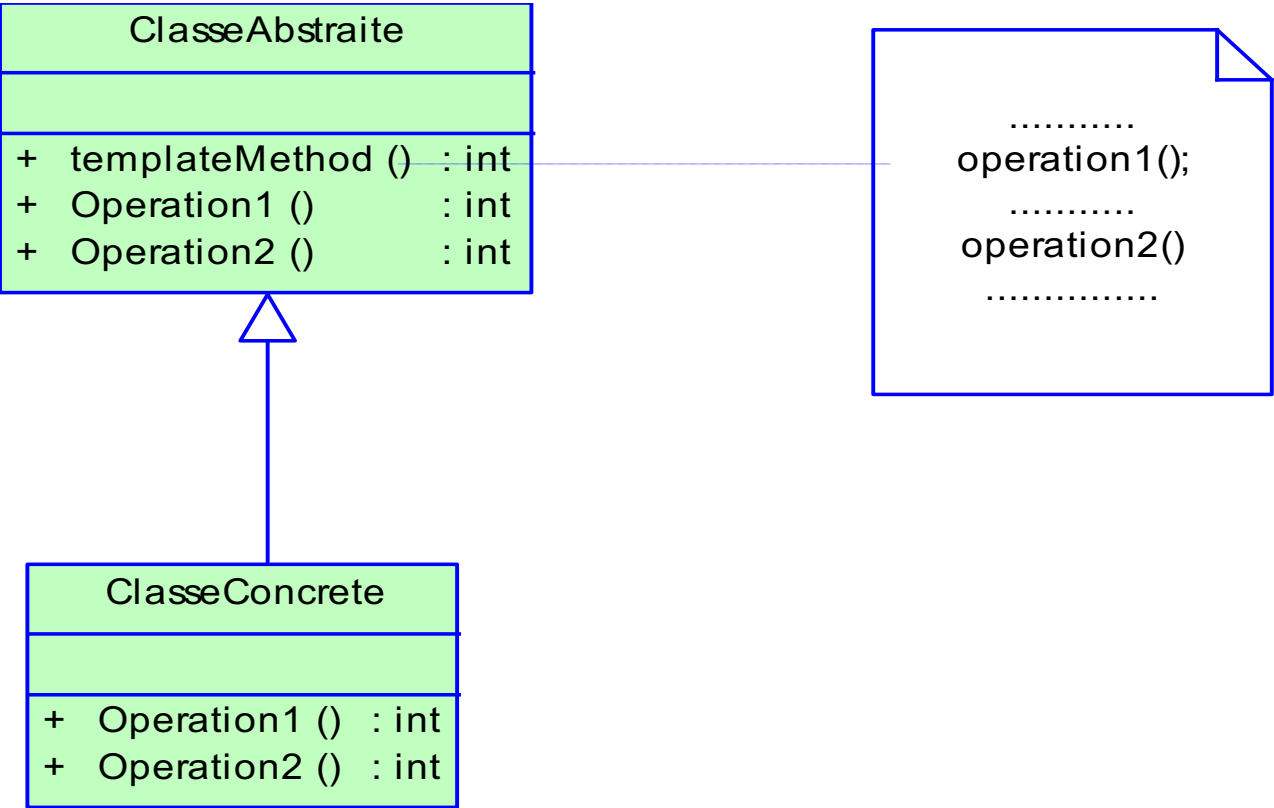 ClasseAbstraite
+ templateMethod () : int
+ Operation1 () : int
+ Operation2 () : int
...........
operation1();
...........
operation2()
...............
ClasseConcrete
+ Operation1 () : int
+ Operation2 () : int